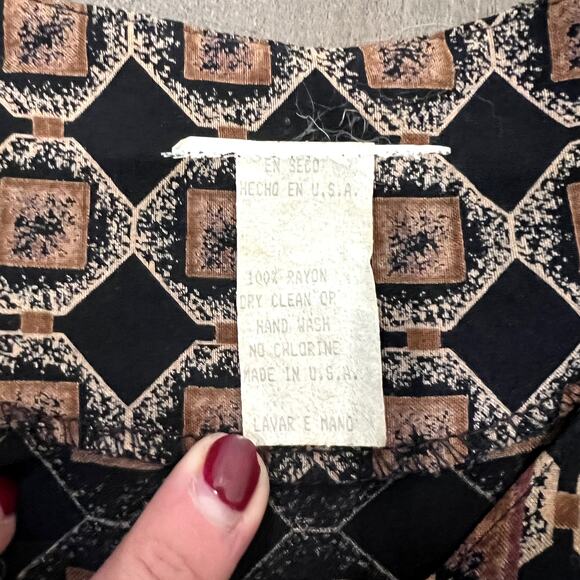 EN SECO/
HECHO EN U.S.A.
100% RAYON
DRY CLEAN OR
HAND WASH
NO CHLORINE
MADE IN U.S.A.
LAVAR E MANO